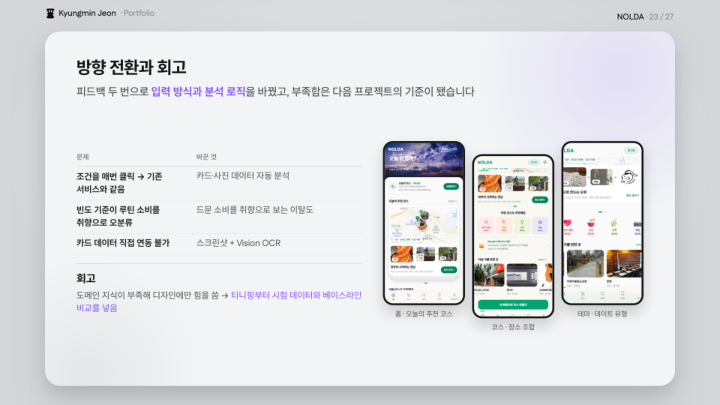 Kyungmin Jeon · Portfolio
NOLDA · 23 / 27
방향 전환과 회고
피드백 두 번으로 입력 방식과 분석 로직을 바꿨고, 부족함은 다음 프로젝트의 기준이 됐습니다
문제
바꾼 것
조건을 매번 클릭 → 기존
서비스와 같음
카드·사진 데이터 자동 분석
빈도 기준이 루틴 소비를
취향으로 오분류
드문 소비를 취향으로 보는 이탈도
카드 데이터 직접 연동 불가
스크린샷 + Vision OCR
회고
도메인 지식이 부족해 디자인에만 힘을 씀 → 티니핑부터 시험 데이터와 베이스라인
비교를 넣음
NOLDA
NOLDA
NOLDA
홈 · 오늘의 추천 코스
코스 · 장소 조합
테마 · 데이트 유형